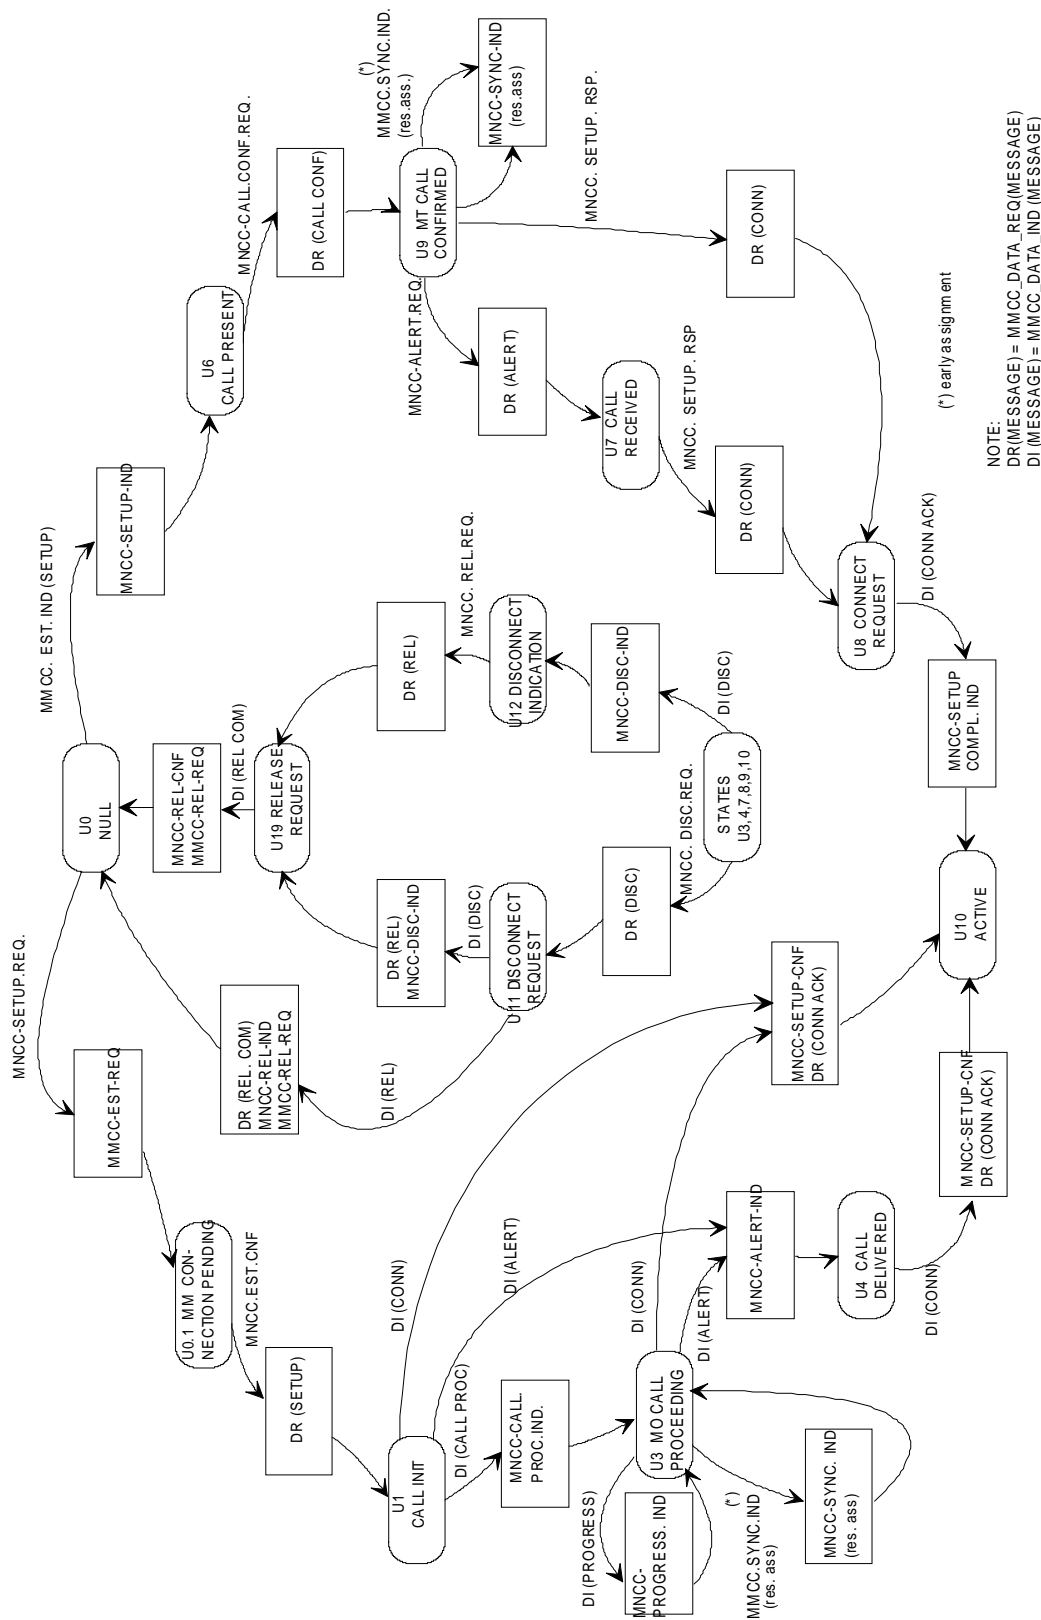 MNCC-SETUP.REQ.
MMCC. EST. IND (SETUP)
U0
NULL
MMCC-EST-REQ
MNCC-SETUP-IND
U0.1 MM CON-
NECTION PENDING
MNCC.EST.CNF
DR (SETUP)
U6
CALL PRESENT
MNCC-CALL.CONF.REQ.
DR (CALL CONF)
DR (REL. COM)
MNCC-REL-IND
MMCC-REL-REQ
MNCC-REL-CNF
MMCC-REL-REQ
DI (REL COM)
U19 RELEASE
REQUEST
DI (REL)
DR (REL)
MNCC-DISC-IND
DI (DISC)
DR (REL)
MNCC. REL.REQ.
U11 DISCONNECT
REQUEST
U12 DISCONNECT
INDICATION
DR (DISC)
MNCC-DISC-IND
MNCC. DISC.REQ.
DI (DISC)
STATES
U3,4,7,8,9,10
(*)
MMCC.SYNC.IND.
(res.ass.)
U9 MT CALL
CONFIRMED
MNCC-SYNC-IND
(res.ass)
MNCC-ALERT.REQ.
MNCC. SETUP. RSP.
DR (ALERT)
U7 CALL
RECEIVED
MNCC. SETUP. RSP
DR (CONN)
DR (CONN)
U1
CALL INIT
DI (CONN)
DI (ALERT)
DI (CALL PROC)
MNCC-CALL.
PROC.IND.
DI (PROGRESS)
MNCC-
PROGRESS. IND
U3 MO CALL
PROCEEDING
DI (CONN)
DI (ALERT)
(*)
MMCC.SYNC.IND
(res. ass)
MNCC-SYNC. IND
(res. ass)
MNCC-ALERT-IND
MNCC-SETUP-CNF
DR (CONN ACK)
U4 CALL
DELIVERED
DI (CONN)
MNCC-SETUP-CNF
DR (CONN ACK)
U8 CONNECT
REQUEST
DI (CONN ACK)
MNCC-SETUP
COMPL. IND
U10
ACTIVE
(*) early assignment
NOTE:
DR(MESSAGE) = MMCC_DATA_REQ(MESSAGE)
DI (MESSAGE) = MMCC_DATA_IND (MESSAGE)